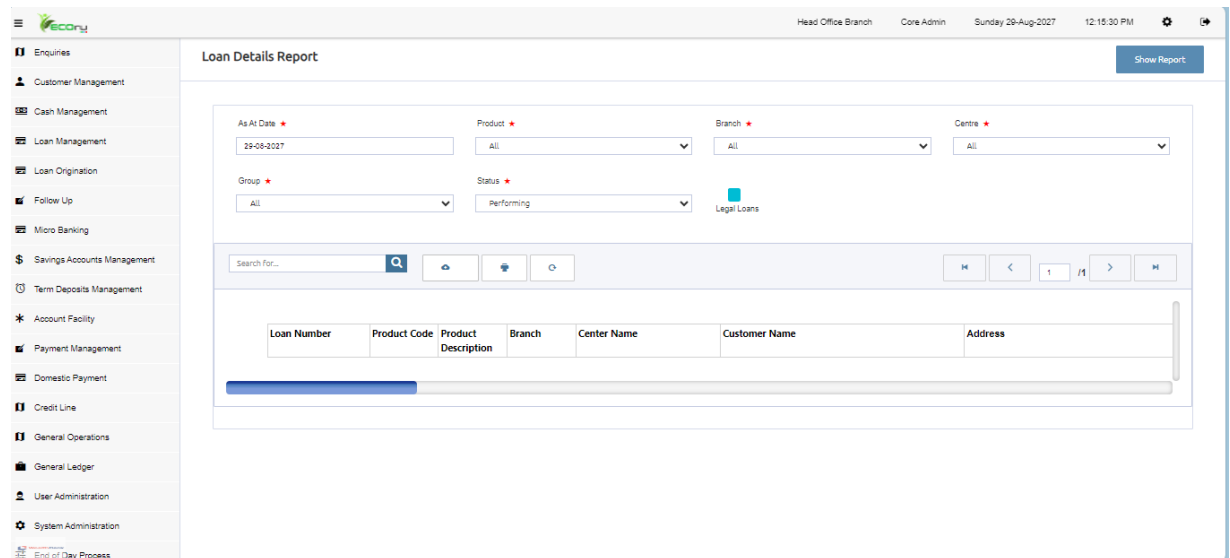 ECOry
Head Office Branch Core Admin Sunday 29-Aug-2027 12:15:30 PM
Enquiries
Customer Management
Cash Management
Loan Management
Loan Origination
Follow Up
Micro Banking
Savings Accounts Management
Term Deposits Management
Account Facility
Payment Management
Domestic Payment
Credit Line
General Operations
General Ledger
User Administration
System Administration
End of Day Process
Loan Details Report
Show Report
As At Date ★ Product ★ Branch ★ Centre ★
29-08-2027 All All All
Group ★ Status ★
All Performing
Legal Loans
Search for...
1 /1
Loan Number Product Code Product Description Branch Center Name Customer Name Address